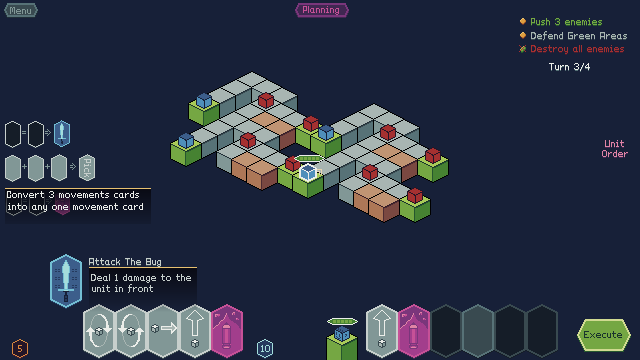 Menu
Planning
Push 3 enemies
Defend Green Areas
Destroy all enemies
Turn 3/4
Unit
Order
Pick
Convert 3 movements cards
into any one movement card
Attack The Bug
Deal 1 damage to the
unit in front
5
10
Execute